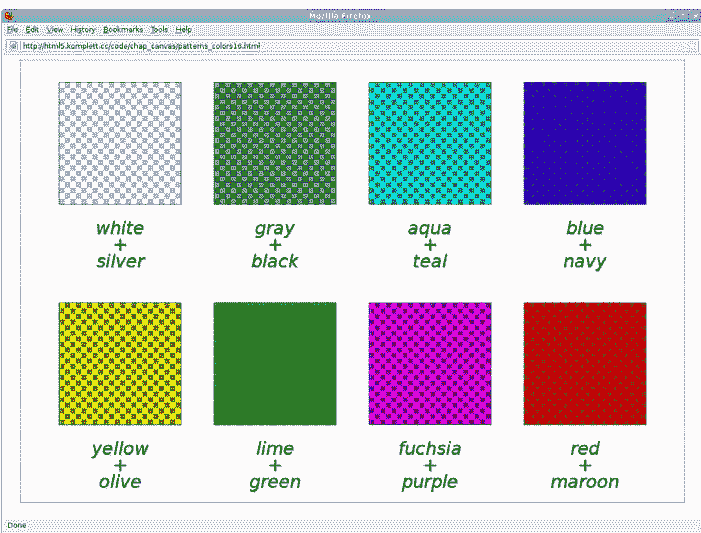 Mozilla Firefox
File Edit View History Bookmarks Tools Help
http://html5.komplett.cc/code/chap_canvas/patterns_colors16.html
white gray aqua blue
+ + + +
silver black teal navy
yellow lime fuchsia red
+ + + +
olive green purple maroon
Done